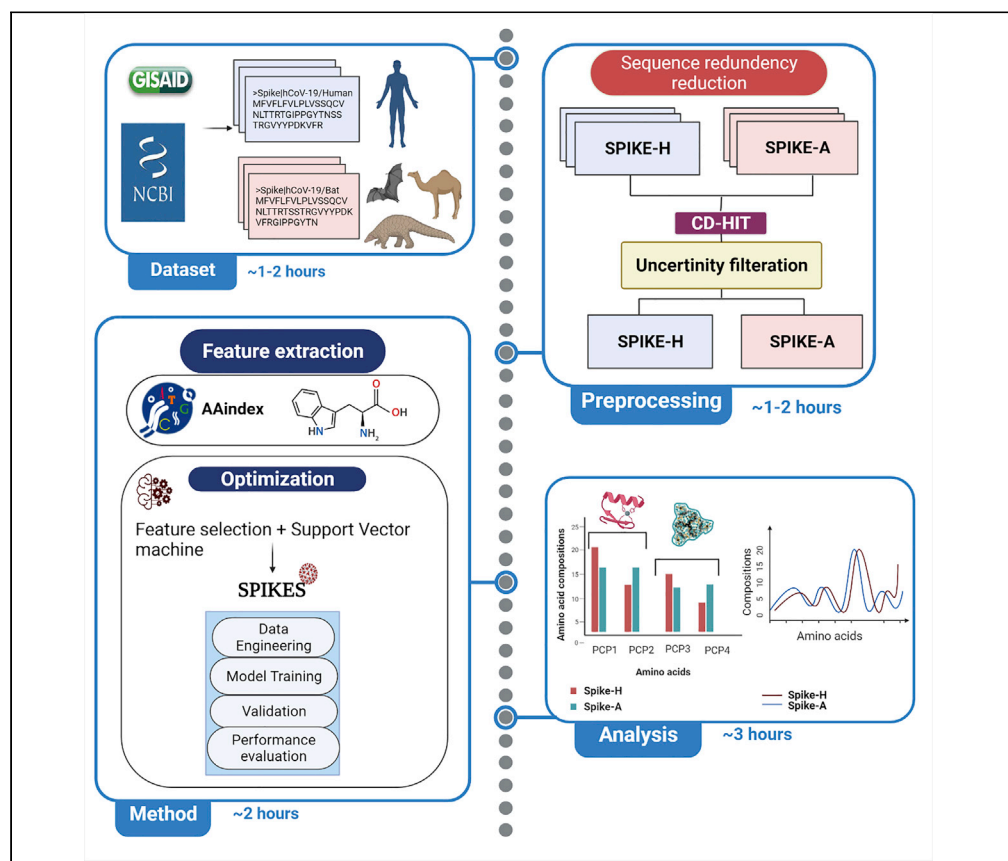 GISAID
NCBI
>Spike|hCoV-19/Human
MFVFLFVLPLVSSQCV
NLTTRTGIPPGYTNSS
TRGVYYPDKVFR
>Spike|hCoV-19/Bat
MFVFLFVLPLVSSQCV
NLTTRTSSTRGVYYPDK
VFRGIPPGYTN
Dataset
~1-2 hours
Sequence redundency
reduction
SPIKE-H
SPIKE-A
CD-HIT
Uncertinity filteration
SPIKE-H
SPIKE-A
Preprocessing
~1-2 hours
Feature extraction
I
T
G
C
AAindex
O
OH
HN
NH₂
Optimization
Feature selection + Support Vector
machine
SPIKES
Data
Engineering
Model Training
Validation
Performance
evaluation
Method
~2 hours
Amino acid compositions
25
20
15
10
5
0
PCP1
PCP2
PCP3
PCP4
Amino acids
Spike-H
Spike-A
Compositions
20
15
10
5
0
Amino acids
Spike-H
Spike-A
Analysis
~3 hours